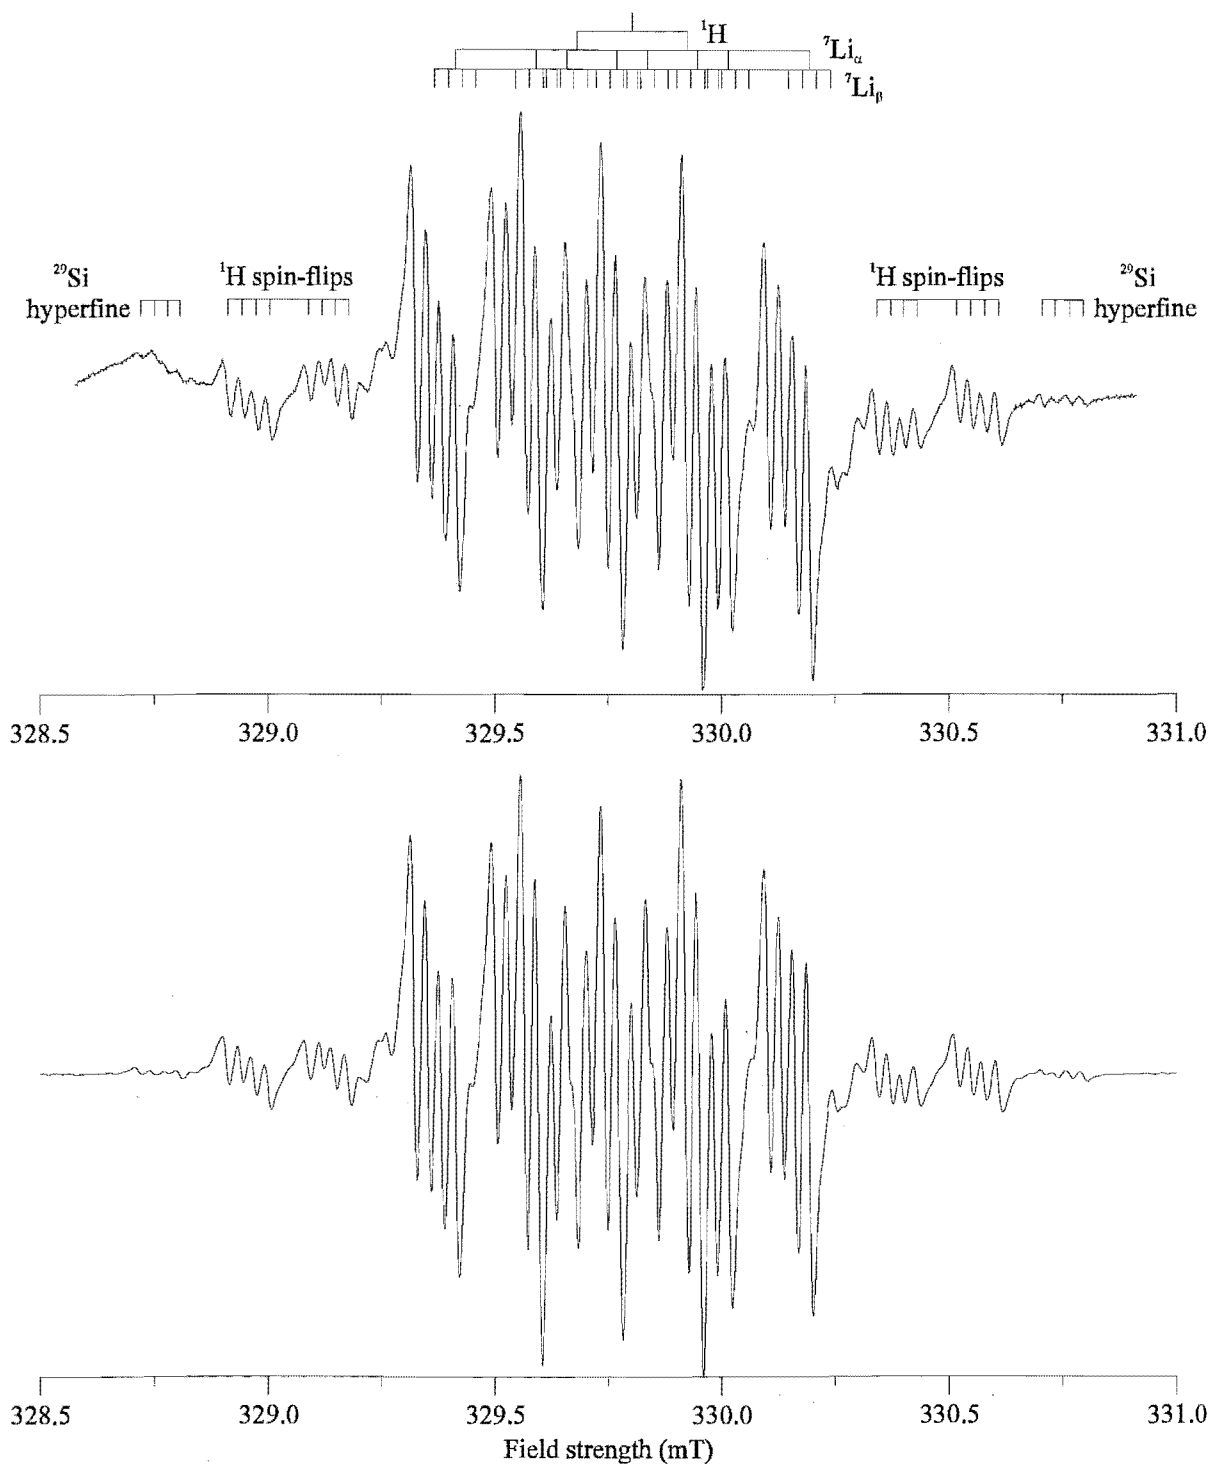 ¹H
⁷Liα
⁷Liβ
²⁹Si
hyperfine
¹H spin-flips
¹H spin-flips
²⁹Si
hyperfine
328.5 329.0 329.5 330.0 330.5 331.0
328.5 329.0 329.5 330.0 330.5 331.0
Field strength (mT)